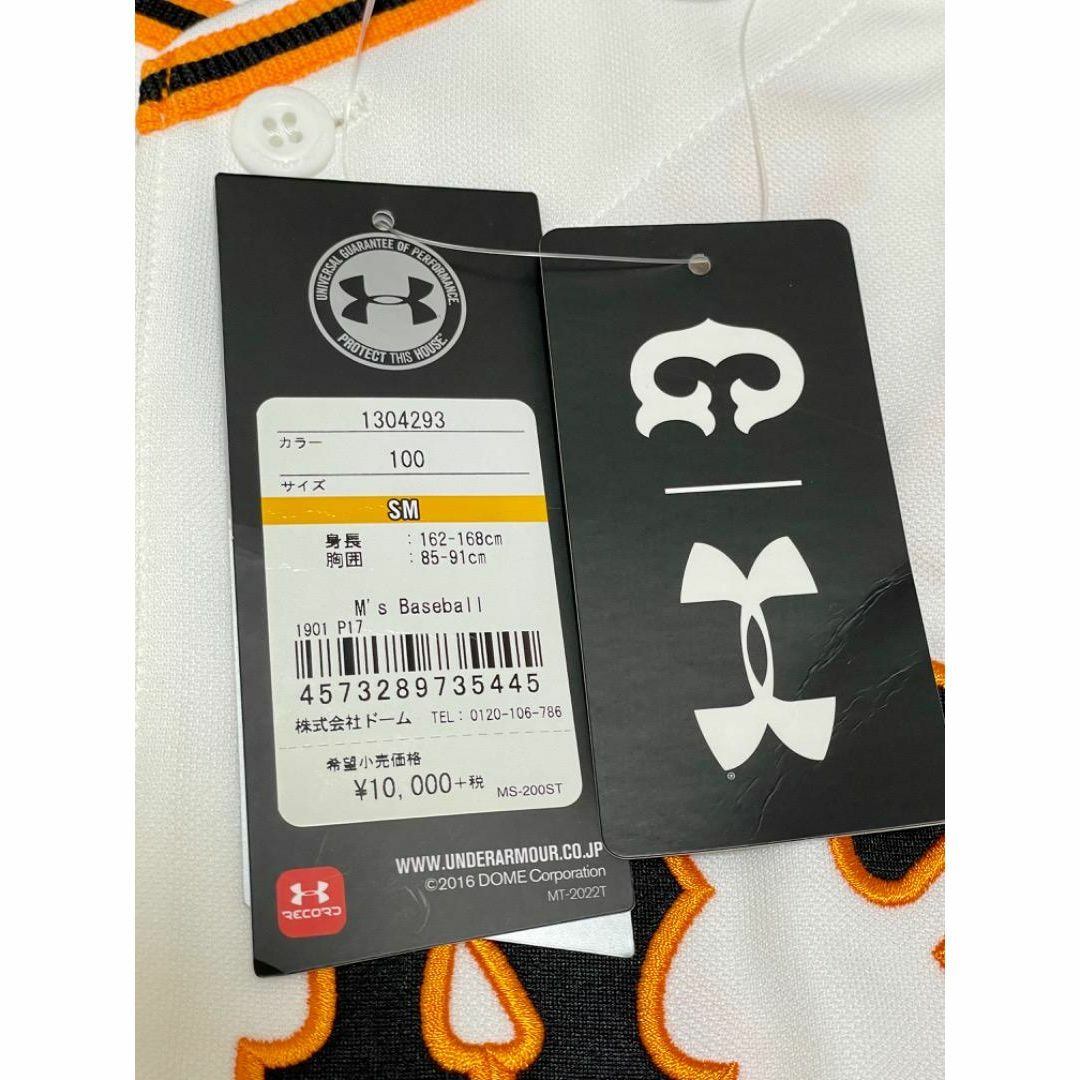 UNIVERSAL GUARANTEE OF PERFORMANCE.
PROTECT THIS HOUSE®
1304293
カラー
100
サイズ
SM
身長 : 162-168cm
胸囲 : 85-91cm
M's Baseball
1901 P17
4573289735445
株式会社ドーム TEL: 0120-106-786
希望小売価格
¥10,000+税
MS-200ST
WWW.UNDERARMOUR.CO.JP
©2016 DOME Corporation
MT-2022T
RECORD
G
®